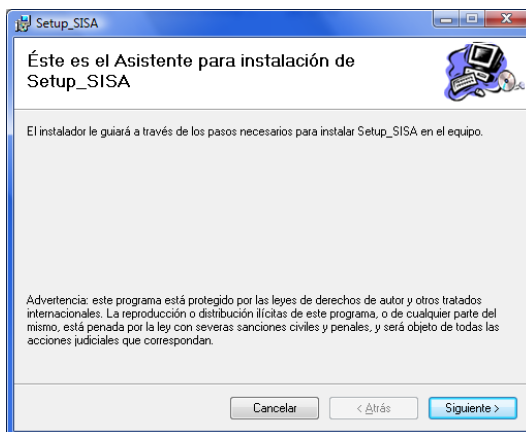 Setup_SISA
Éste es el Asistente para instalación de
Setup_SISA
El instalador le guiará a través de los pasos necesarios para instalar Setup_SISA en el equipo.
Advertencia: este programa está protegido por las leyes de derechos de autor y otros tratados
internacionales. La reproducción o distribución ilícitas de este programa, o de cualquier parte del
mismo, está penada por la ley con severas sanciones civiles y penales, y será objeto de todas las
acciones judiciales que correspondan.
Cancelar
< Atrás
Siguiente >